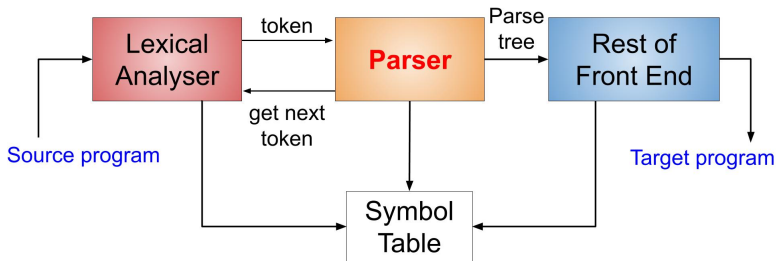 Lexical
Analyser
token
Parser
get next
token
Parse
tree
Rest of
Front End
Source program
Target program
Symbol
Table